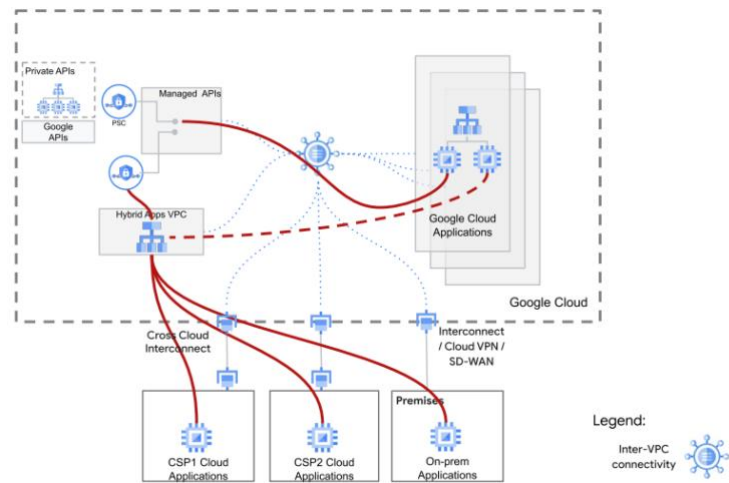 Private APIs
Google
APIs
PSC
Managed APIs
Hybrid Apps VPC
Google Cloud
Applications
Google Cloud
Cross Cloud
Interconnect
Interconnect
/ Cloud VPN /
SD-WAN
CSP1 Cloud
Applications
CSP2 Cloud
Applications
Premises
On-prem
Applications
Legend:
Inter-VPC
connectivity